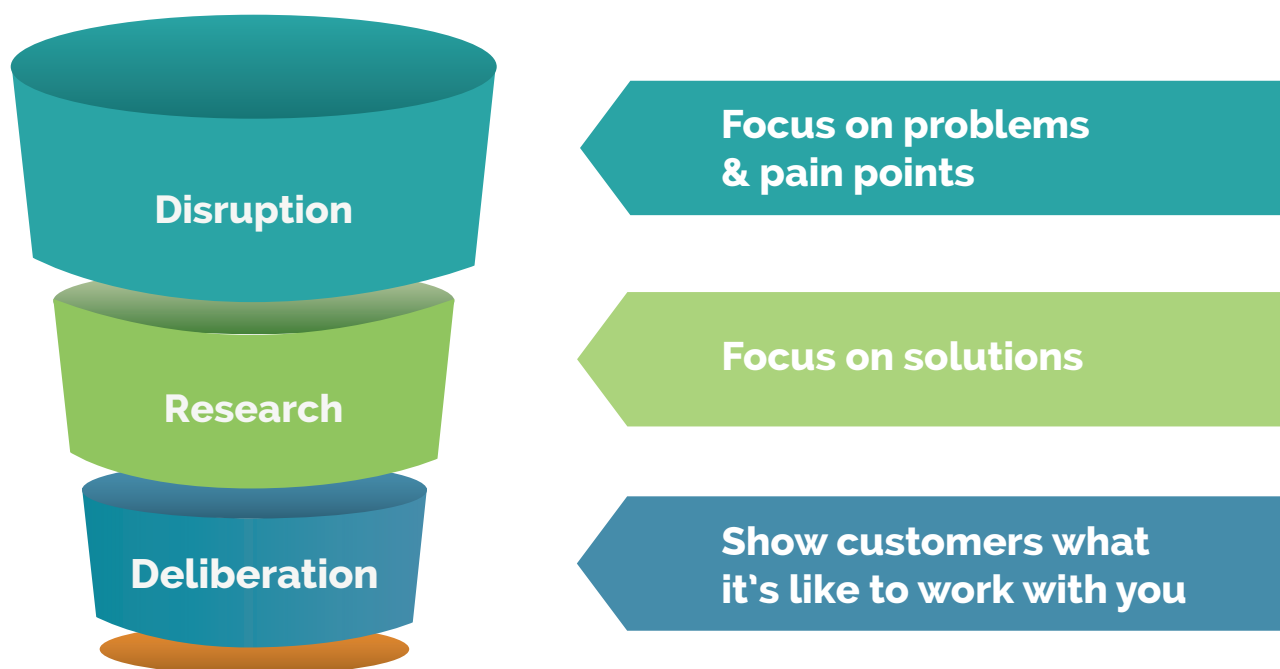 Disruption
Focus on problems
& pain points
Research
Focus on solutions
Deliberation
Show customers what
it's like to work with you